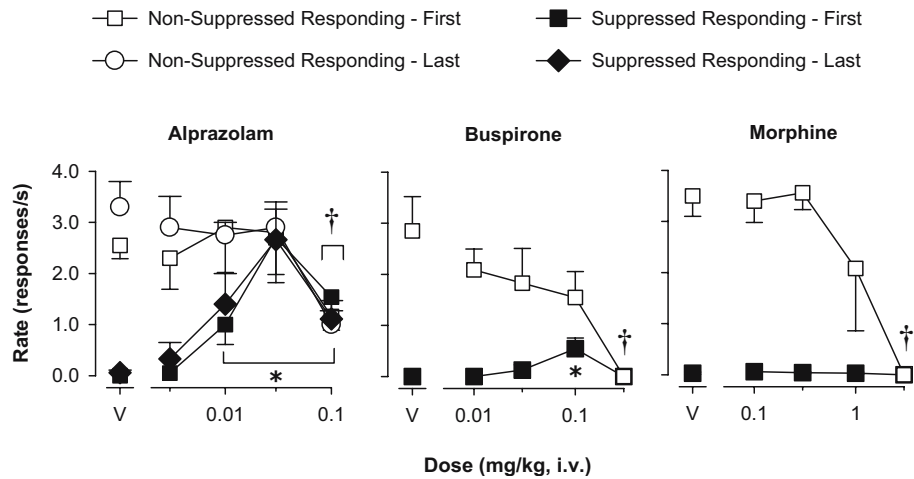 Non-Suppressed Responding - First
Suppressed Responding - First
Non-Suppressed Responding - Last
Suppressed Responding - Last
Alprazolam
Buspirone
Morphine
Rate (responses/s)
4.0
3.0
2.0
1.0
0.0
†
*
†
*
†
V
0.01
0.1
V
0.01
0.1
V
0.1
1
Dose (mg/kg, i.v.)